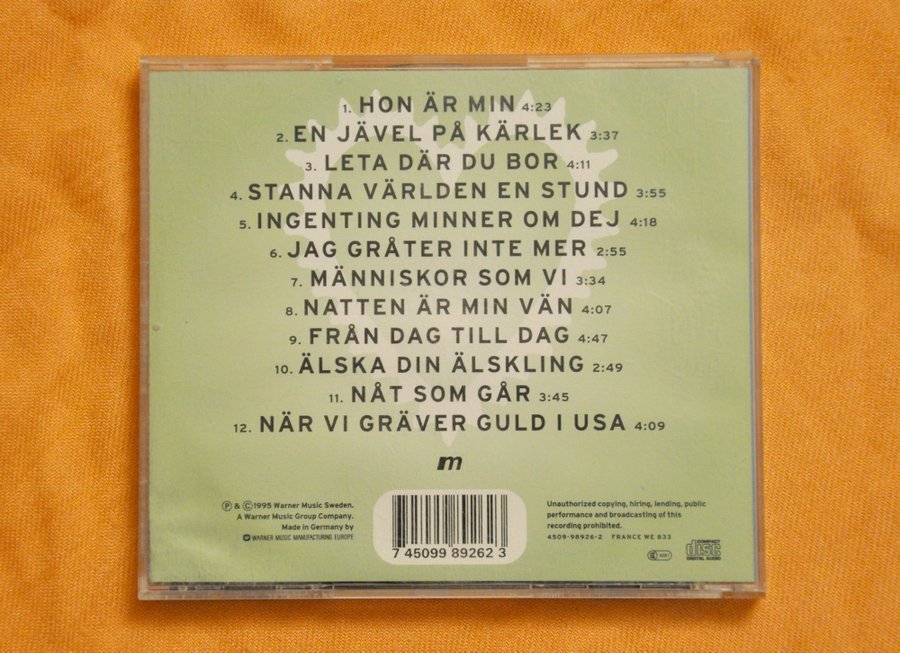 1. HON ÄR MIN 4:23
2. EN JÄVEL PÅ KÄRLEK 3:37
3. LETA DÄR DU BOR 4:11
4. STANNA VÄRLDEN EN STUND 3:55
5. INGENTING MINNER OM DEJ 4:18
6. JAG GRÅTER INTE MER 2:55
7. MÄNNISKOR SOM VI 3:34
8. NATTEN ÄR MIN VÄN 4:07
9. FRÅN DAG TILL DAG 4:47
10. ÄLSKA DIN ÄLSKLING 2:49
11. NÅT SOM GÅR 3:45
12. NÄR VI GRÄVER GULD I USA 4:09
m
Ⓟ & ©1995 Warner Music Sweden.
A Warner Music Group Company.
Made in Germany by
WARNER MUSIC MANUFACTURING EUROPE
7 45099 89262 3
Unauthorized copying, hiring, lending, public
performance and broadcasting of this
recording prohibited.
4509-98926-2 FRANCE WE 833
COMPACT
disc
DIGITAL AUDIO